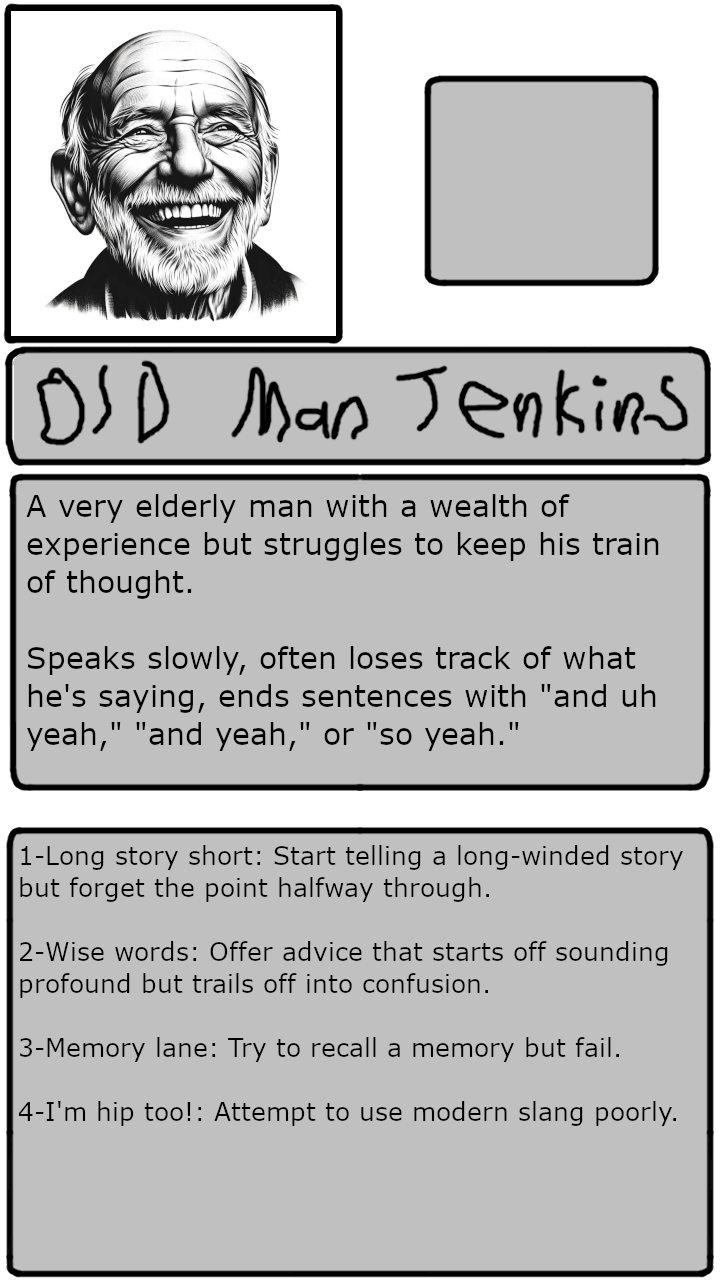 Old Man Jenkins
A very elderly man with a wealth of
experience but struggles to keep his train
of thought.
Speaks slowly, often loses track of what
he's saying, ends sentences with "and uh
yeah," "and yeah," or "so yeah."
1-Long story short: Start telling a long-winded story
but forget the point halfway through.
2-Wise words: Offer advice that starts off sounding
profound but trails off into confusion.
3-Memory lane: Try to recall a memory but fail.
4-I'm hip too!: Attempt to use modern slang poorly.